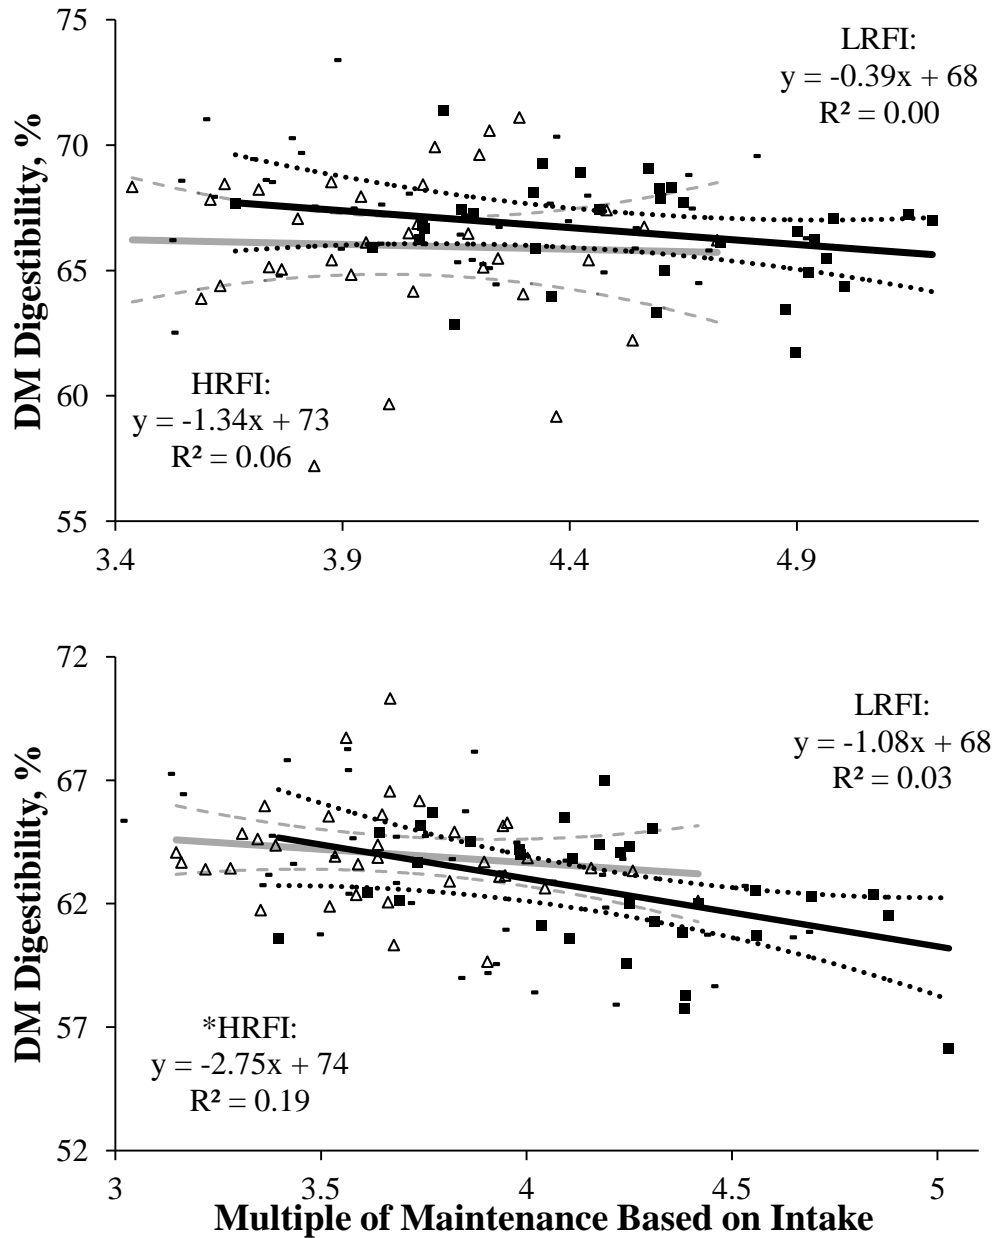 75
70
65
60
55
DM Digestibility, %
LRFI:
y = -0.39x + 68
R² = 0.00
HRFI:
y = -1.34x + 73
R² = 0.06
3.4 3.9 4.4 4.9
72
67
62
57
52
DM Digestibility, %
LRFI:
y = -1.08x + 68
R² = 0.03
*HRFI:
y = -2.75x + 74
R² = 0.19
3 3.5 4 4.5 5
Multiple of Maintenance Based on Intake